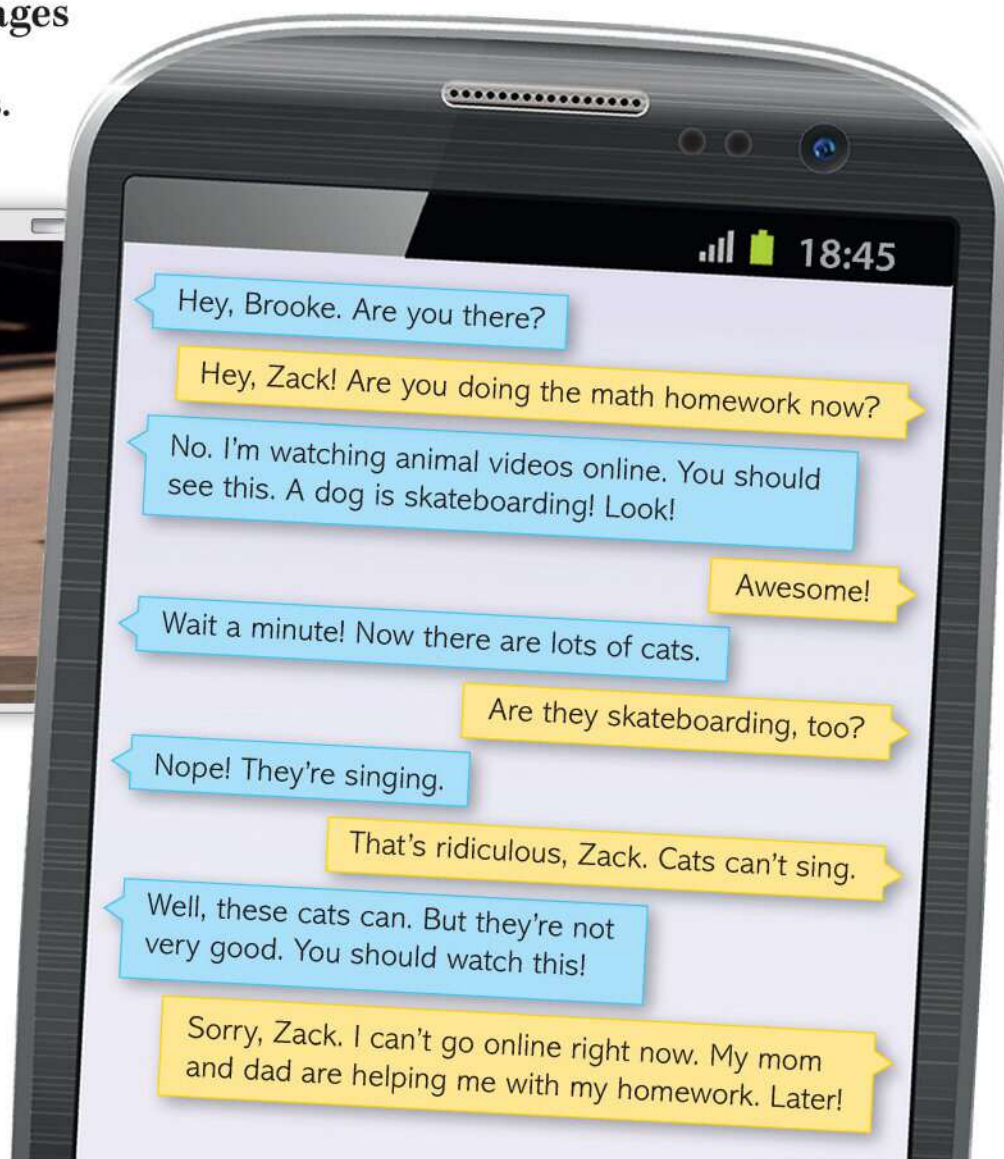 18:45
Hey, Brooke. Are you there?
Hey, Zack! Are you doing the math homework now?
No. I'm watching animal videos online. You should
see this. A dog is skateboarding! Look!
Awesome!
Wait a minute! Now there are lots of cats.
Are they skateboarding, too?
Nope! They're singing.
That's ridiculous, Zack. Cats can't sing.
Well, these cats can. But they're not
very good. You should watch this!
Sorry, Zack. I can't go online right now. My mom
and dad are helping me with my homework. Later!